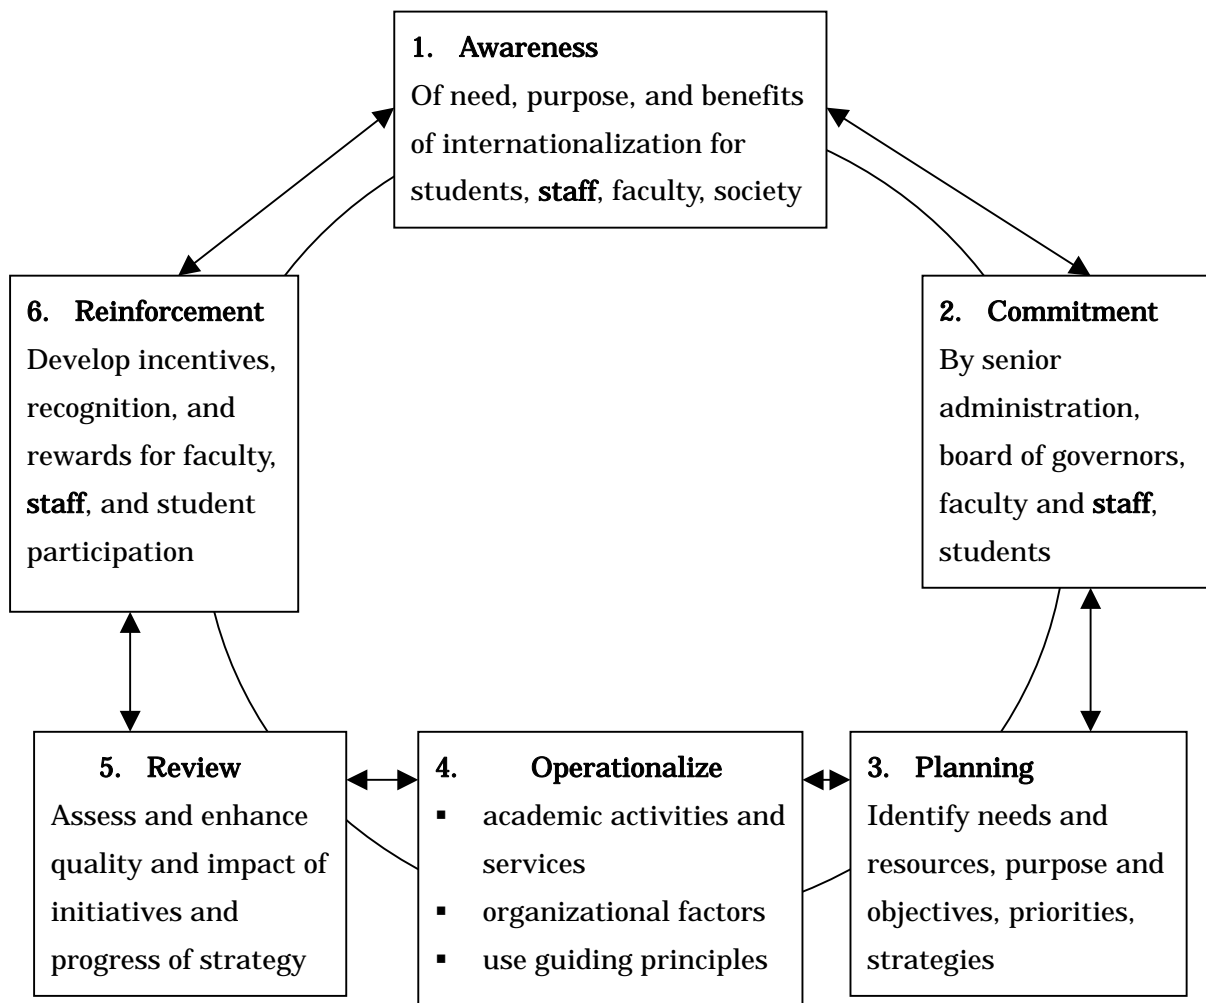 1. Awareness
Of need, purpose, and benefits
of internationalization for
students, staff, faculty, society
2. Commitment
By senior
administration,
board of governors,
faculty and staff,
students
3. Planning
Identify needs and
resources, purpose and
objectives, priorities,
strategies
4. Operationalize
▪ academic activities and
services
▪ organizational factors
▪ use guiding principles
5. Review
Assess and enhance
quality and impact of
initiatives and
progress of strategy
6. Reinforcement
Develop incentives,
recognition, and
rewards for faculty,
staff, and student
participation